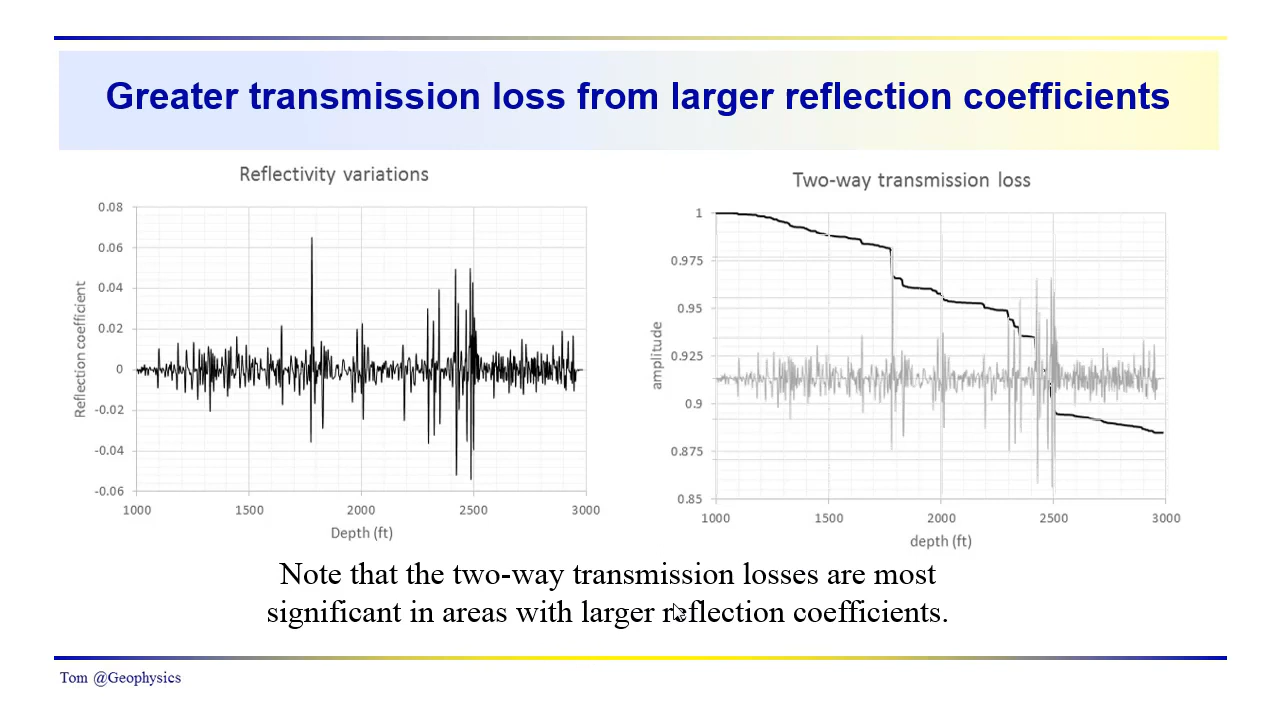 Greater transmission loss from larger reflection coefficients
Reflectivity variations
0.08
0.06
0.04
0.02
0
-0.02
-0.04
-0.06
Reflection coefficient
1000 1500 2000 2500 3000
Depth (ft)
Two-way transmission loss
1
0.975
0.95
0.925
0.9
0.875
0.85
amplitude
1000 1500 2000 2500 3000
depth (ft)
Note that the two-way transmission losses are most
significant in areas with larger reflection coefficients.
Tom @Geophysics